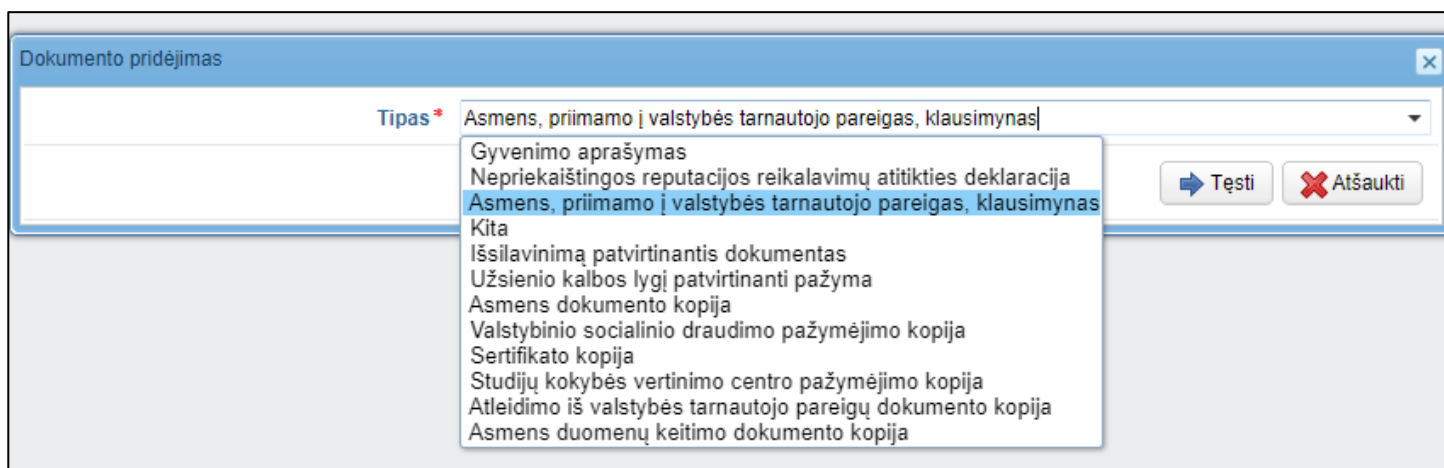 Dokumento pridėjimas
Tipas* Asmens, priimamo į valstybės tarnautojo pareigas, klausimynas
Gyvenimo aprašymas
Nepriekaištingos reputacijos reikalavimų atitikties deklaracija
Tęsti Atšaukti
Asmens, priimamo į valstybės tarnautojo pareigas, klausimynas
Kita
Išsilavinimą patvirtinantis dokumentas
Užsienio kalbos lygį patvirtinanti pažyma
Asmens dokumento kopija
Valstybinio socialinio draudimo pažymėjimo kopija
Sertifikato kopija
Studijų kokybės vertinimo centro pažymėjimo kopija
Atleidimo iš valstybės tarnautojo pareigų dokumento kopija
Asmens duomenų keitimo dokumento kopija